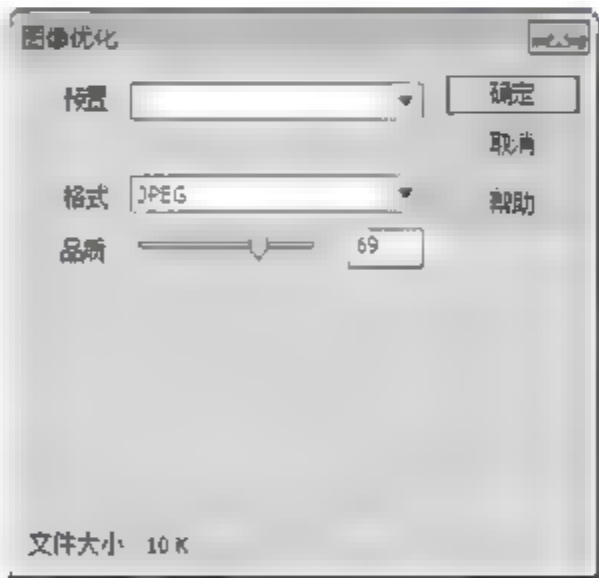 图像优化
预置
确定
取消
格式 JPEG
帮助
品质 69
文件大小 10 K